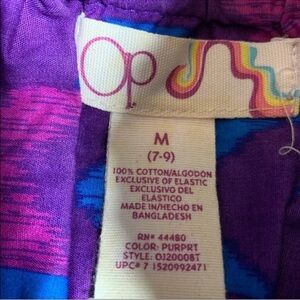 Op
M
(7-9)
100% COTTON/ALGODÓN
EXCLUSIVE OF ELASTIC
EXCLUSIVO DEL
ELÁSTICO
MADE IN/HECHO EN
BANGLADESH
RN# 44480
COLOR: PURPRT
STYLE: OJ20008T
UPC# 7 1520992471